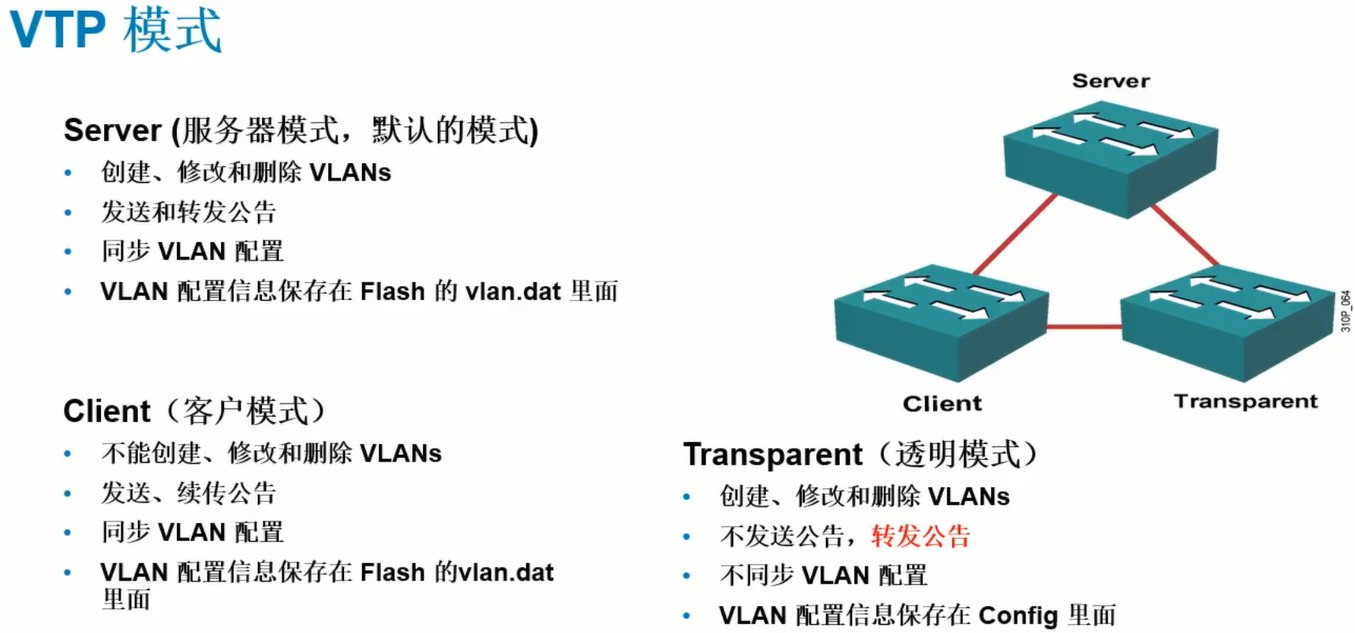 VTP 模式
Server (服务器模式，默认的模式)
• 创建、修改和删除 VLANs
• 发送和转发公告
• 同步 VLAN 配置
• VLAN 配置信息保存在 Flash 的 vlan.dat 里面
Client（客户模式）
• 不能创建、修改和删除 VLANs
• 发送、续传公告
• 同步 VLAN 配置
• VLAN 配置信息保存在 Flash 的vlan.dat
里面
Server
Client
Transparent
310P_064
Transparent（透明模式）
• 创建、修改和删除 VLANs
• 不发送公告，转发公告
• 不同步 VLAN 配置
• VLAN 配置信息保存在 Config 里面